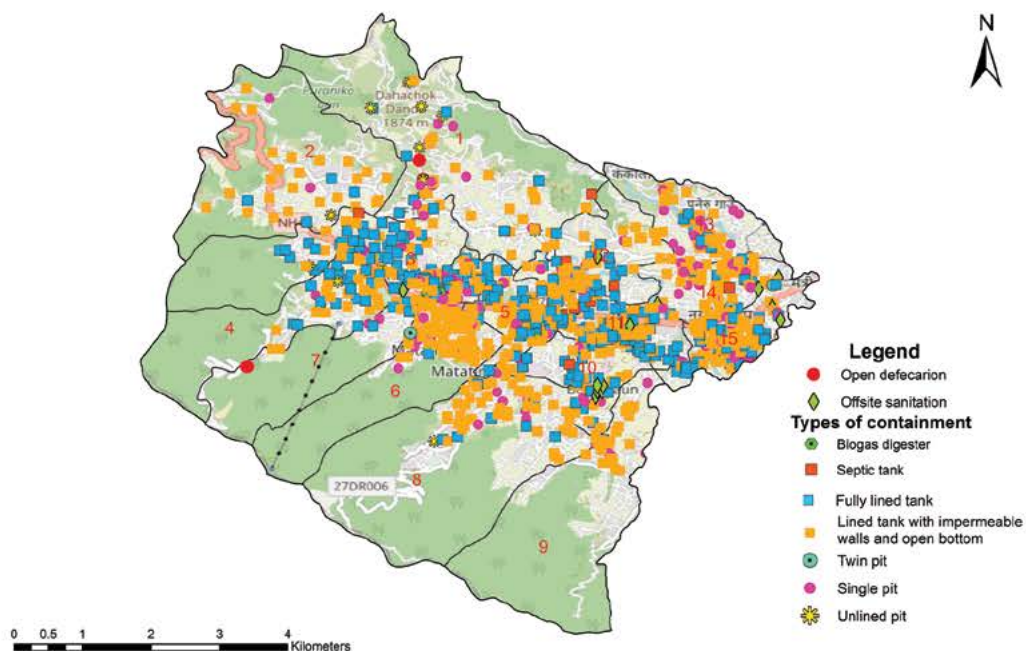 N
Puraniko
Dahachok
Danda
1874 m
1
2
NH
13
14
15
5
11
10
4
7
6
Matati
8
27DR006
9
Legend
Open defecarion
Offsite sanitation
Types of containment
Biogas digester
Septic tank
Fully lined tank
Lined tank with impermeable
walls and open bottom
Twin pit
Single pit
Unlined pit
0 0.5 1 2 3 4
Kilometers